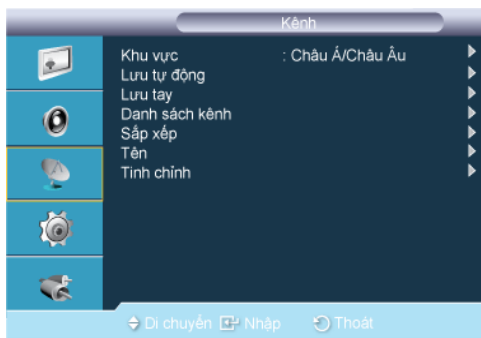 Kênh
Khu vực : Châu Á/Châu Âu
Lưu tự động
Lưu tay
Danh sách kênh
Sắp xếp
Tên
Tinh chỉnh
Di chuyển Nhập Thoát